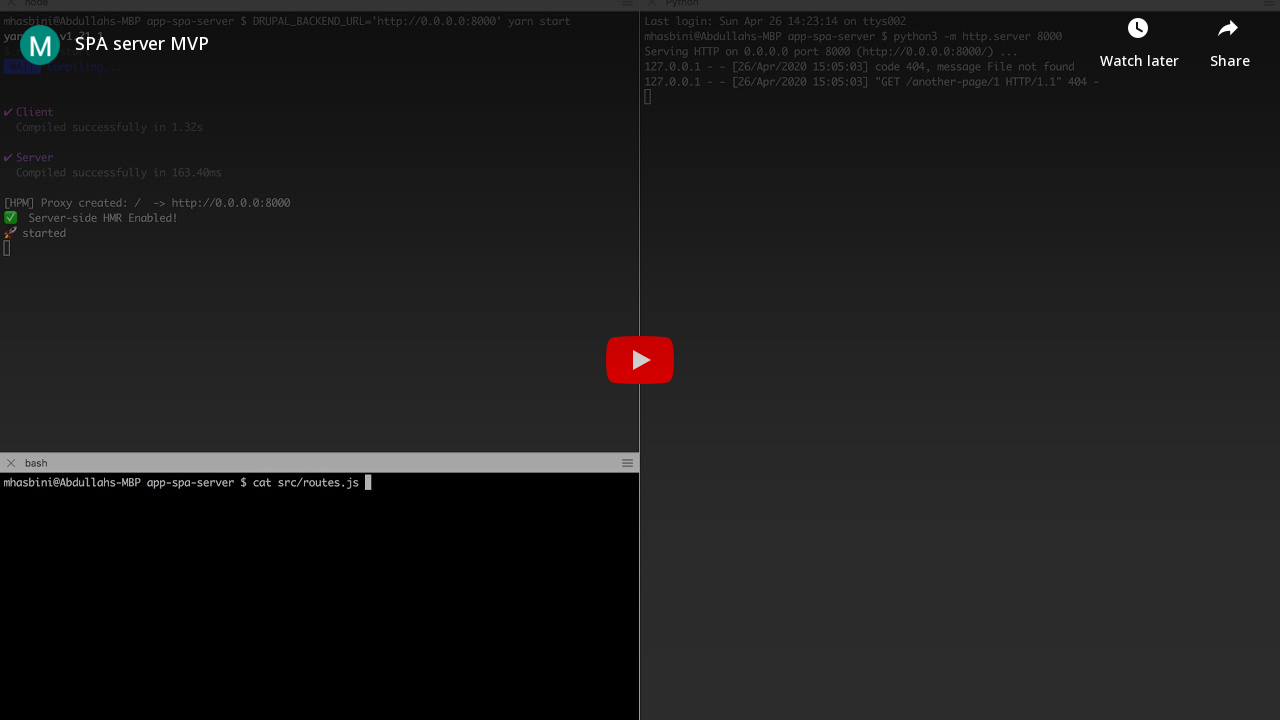 node
mhasbini@Abdullahs-MBP app-spa-server $ DRUPAL_BACKEND_URL='http://0.0.0.0:8000' yarn start
SPA server MVP
Compiling...
✔ Client
Compiled successfully in 1.32s
✔ Server
Compiled successfully in 163.40ms
[HPM] Proxy created: /  -> http://0.0.0.0:8000
✅ Server-side HMR Enabled!
🚀 started
bash
mhasbini@Abdullahs-MBP app-spa-server $ cat src/routes.js
Python
Last login: Sun Apr 26 14:23:14 on ttys002
mhasbini@Abdullahs-MBP app-spa-server $ python3 -m http.server 8000
Serving HTTP on 0.0.0.0 port 8000 (http://0.0.0.0:8000/) ...
127.0.0.1 - - [26/Apr/2020 15:05:03] code 404, message File not found
127.0.0.1 - - [26/Apr/2020 15:05:03] "GET /another-page/1 HTTP/1.1" 404 -
M
Watch later
Share